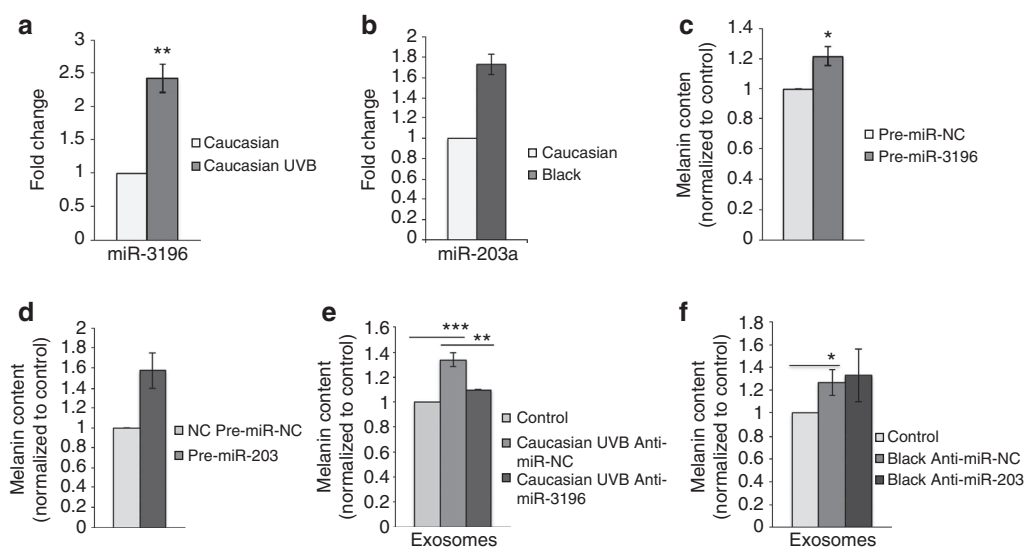 a
3
2.5
2
1.5
1
0.5
0
Fold change
**
miR-3196
Caucasian
Caucasian UVB
b
2
1.8
1.6
1.4
1.2
1
0.8
0.6
0.4
0.2
0
Fold change
miR-203a
Caucasian
Black
c
1.4
1.2
1
0.8
0.6
0.4
0.2
0
Melanin conten
(normalized to control)
*
Pre-miR-NC
Pre-miR-3196
d
2
1.8
1.6
1.4
1.2
1
0.8
0.6
0.4
0.2
0
Melanin content
(normalized to control)
NC Pre-miR-NC
Pre-miR-203
e
1.6
1.4
1.2
1
0.8
0.6
0.4
0.2
0
Melanin content
(normalized to control)
***
**
Exosomes
Control
Caucasian UVB Anti-
miR-NC
Caucasian UVB Anti-
miR-3196
f
1.8
1.6
1.4
1.2
1
0.8
0.6
0.4
0.2
0
Melanin content
(normalized to control)
*
Exosomes
Control
Black Anti-miR-NC
Black Anti-miR-203